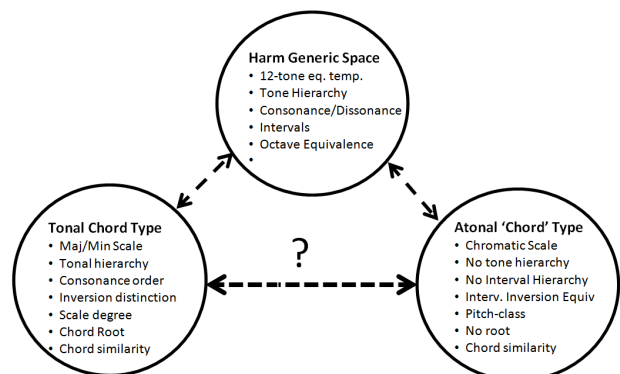 Harm Generic Space
• 12-tone eq. temp.
• Tone Hierarchy
• Consonance/Dissonance
• Intervals
• Octave Equivalence
•
?
Tonal Chord Type
• Maj/Min Scale
• Tonal hierarchy
• Consonance order
• Inversion distinction
• Scale degree
• Chord Root
• Chord similarity
Atonal ‘Chord’ Type
• Chromatic Scale
• No tone hierarchy
• No Interval Hierarchy
• Interv. Inversion Equiv
• Pitch-class
• No root
• Chord similarity